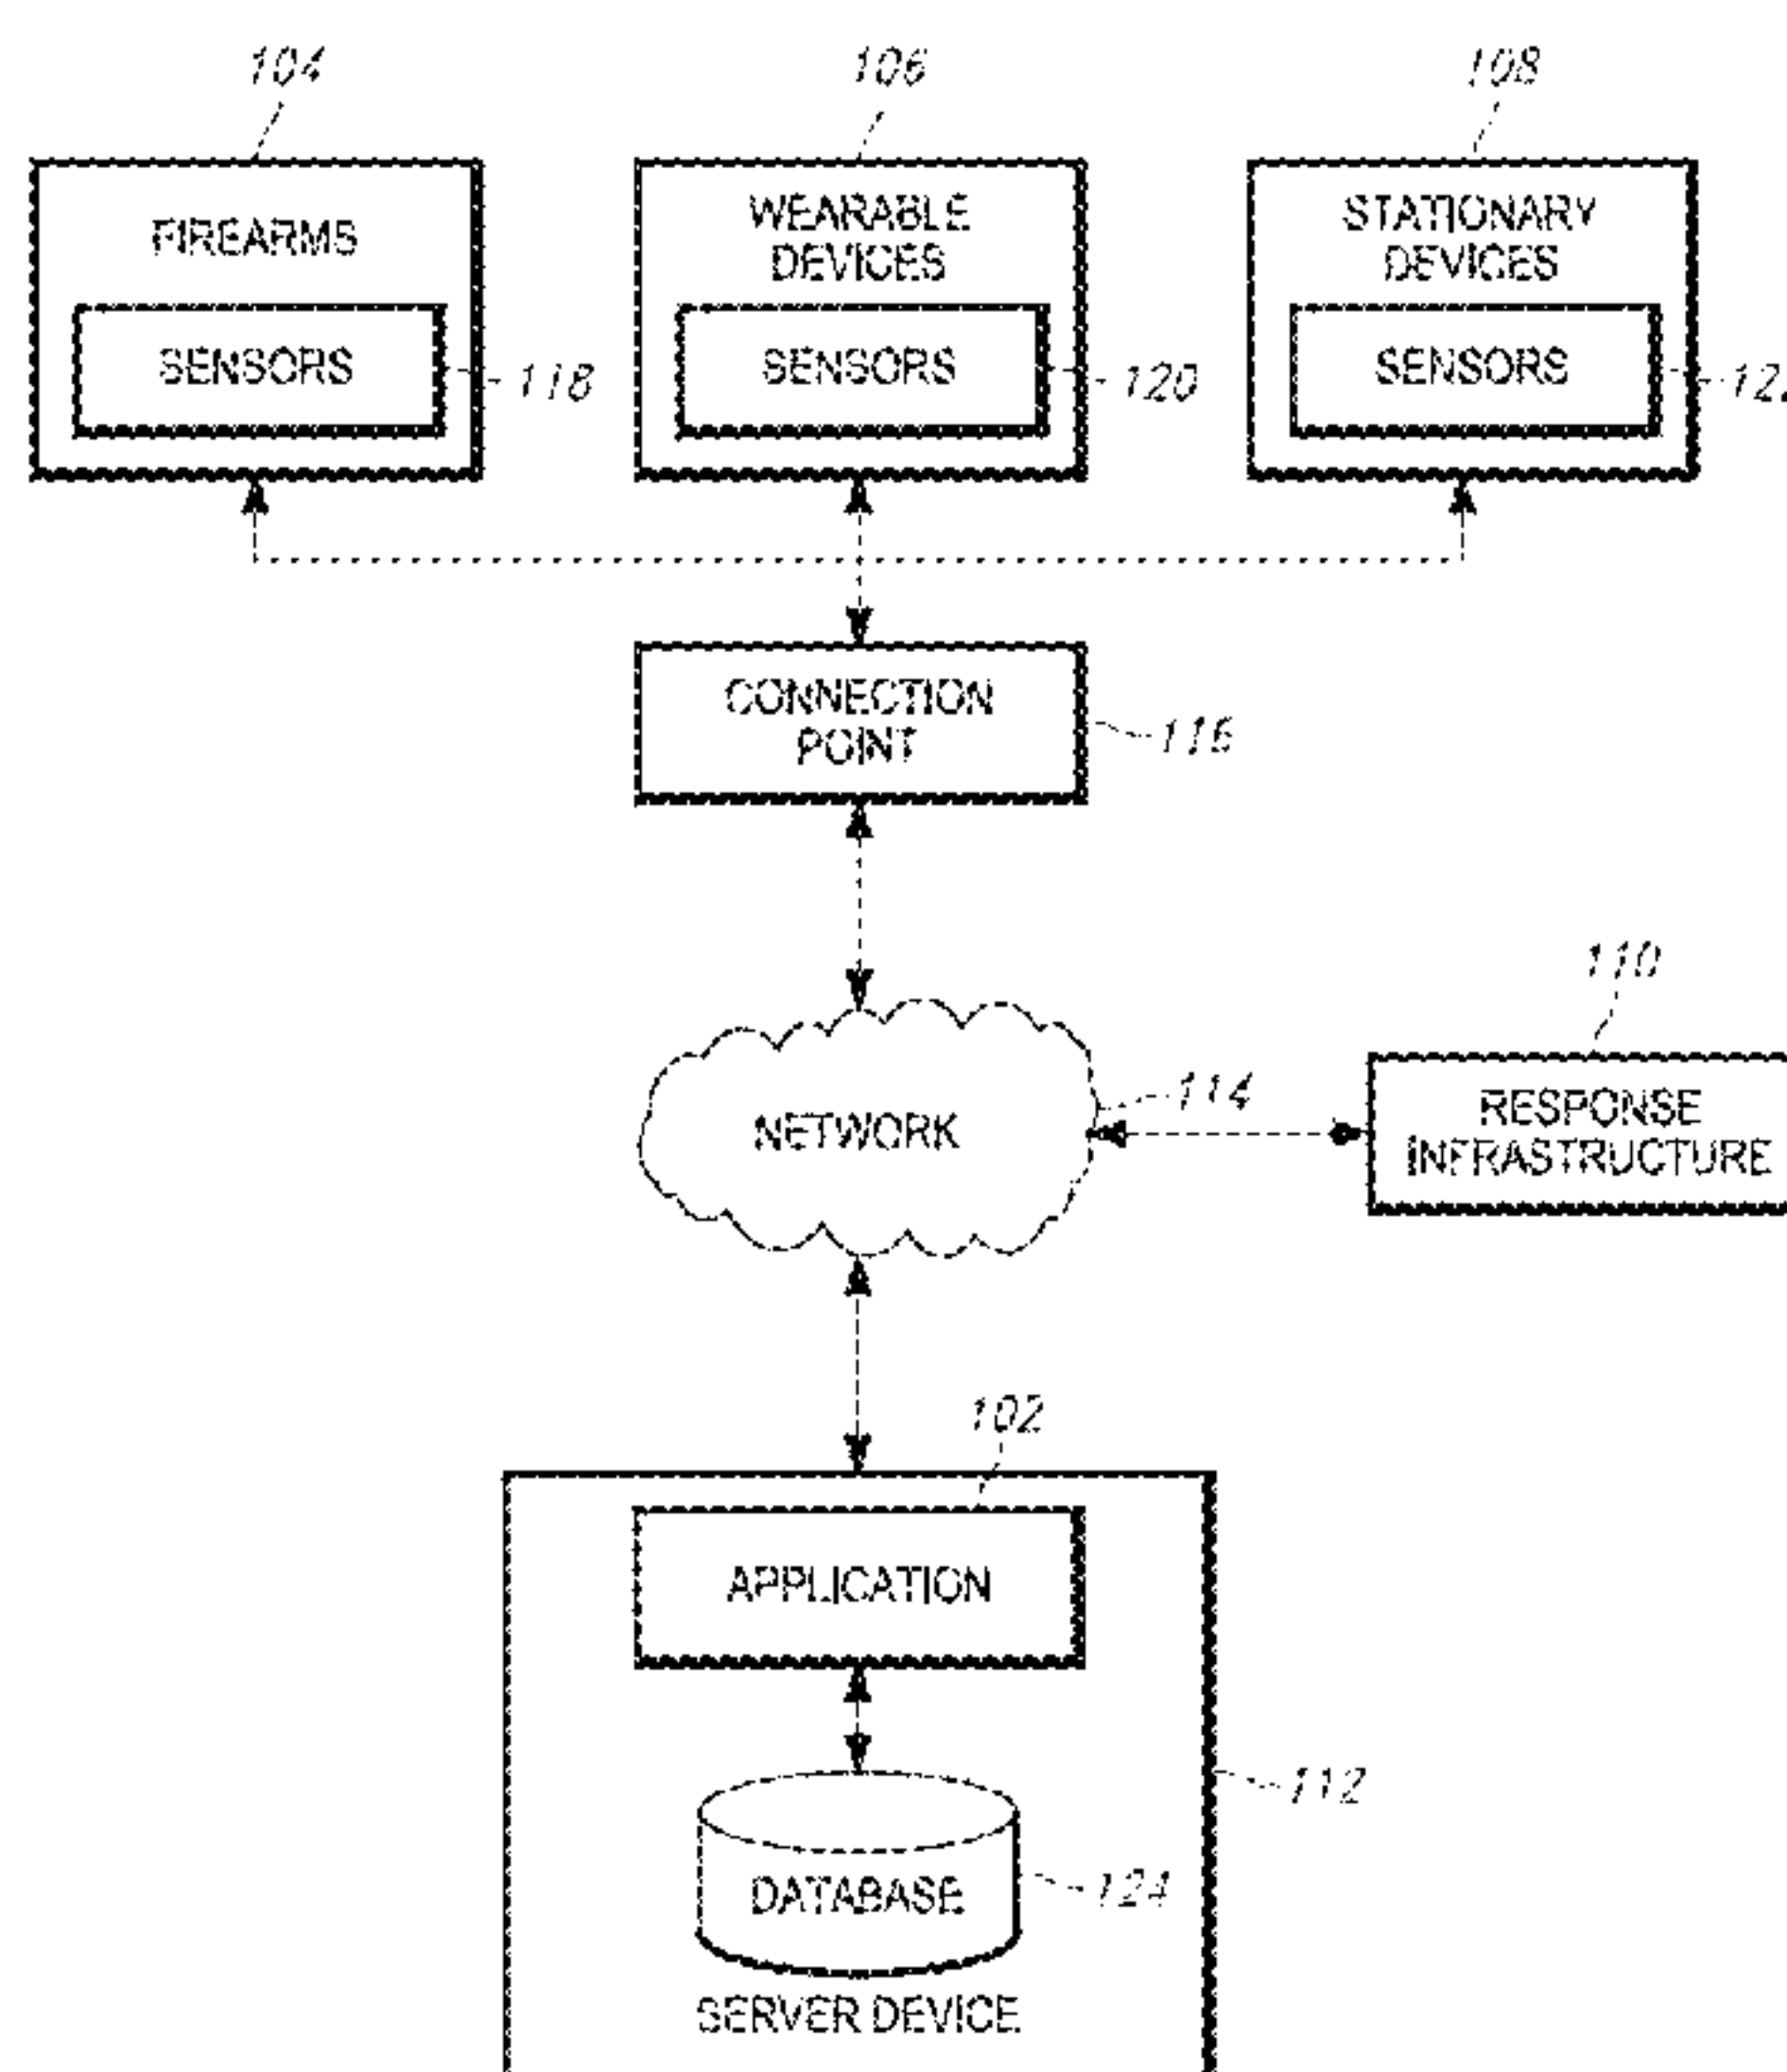 104
106
108
FIREARMS
WEARABLE
DEVICES
STATIONARY
DEVICES
SENSORS
118
SENSORS
120
SENSORS
CONNECTION
POINT
116
110
NETWORK
114
RESPONSE
INFRASTRUCTURE
102
APPLICATION
112
DATABASE
124
SERVER DEVICE